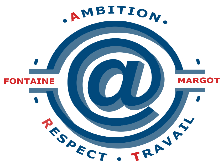 • AMBITION •
FONTAINE @ MARGOT
RESPECT • TRAVAIL